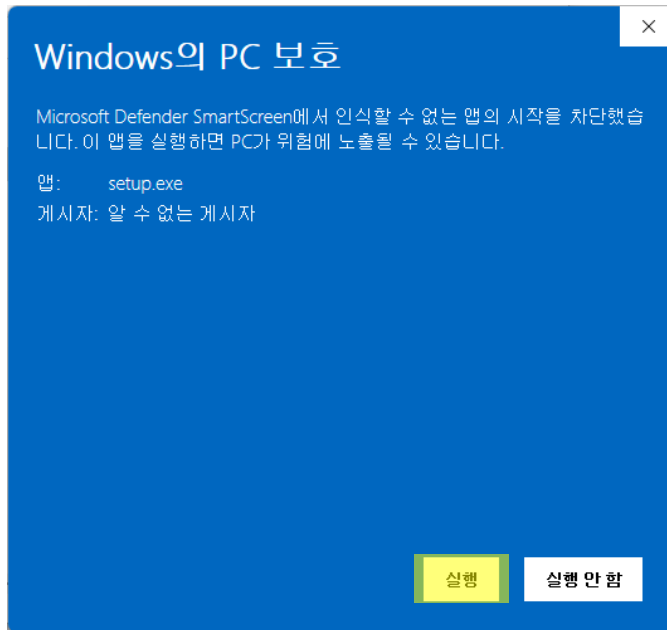 Windows의 PC 보호
Microsoft Defender SmartScreen에서 인식할 수 없는 앱의 시작을 차단했습
니다. 이 앱을 실행하면 PC가 위험에 노출될 수 있습니다.
앱: setup.exe
게시자: 알 수 없는 게시자
실행 실행 안 함